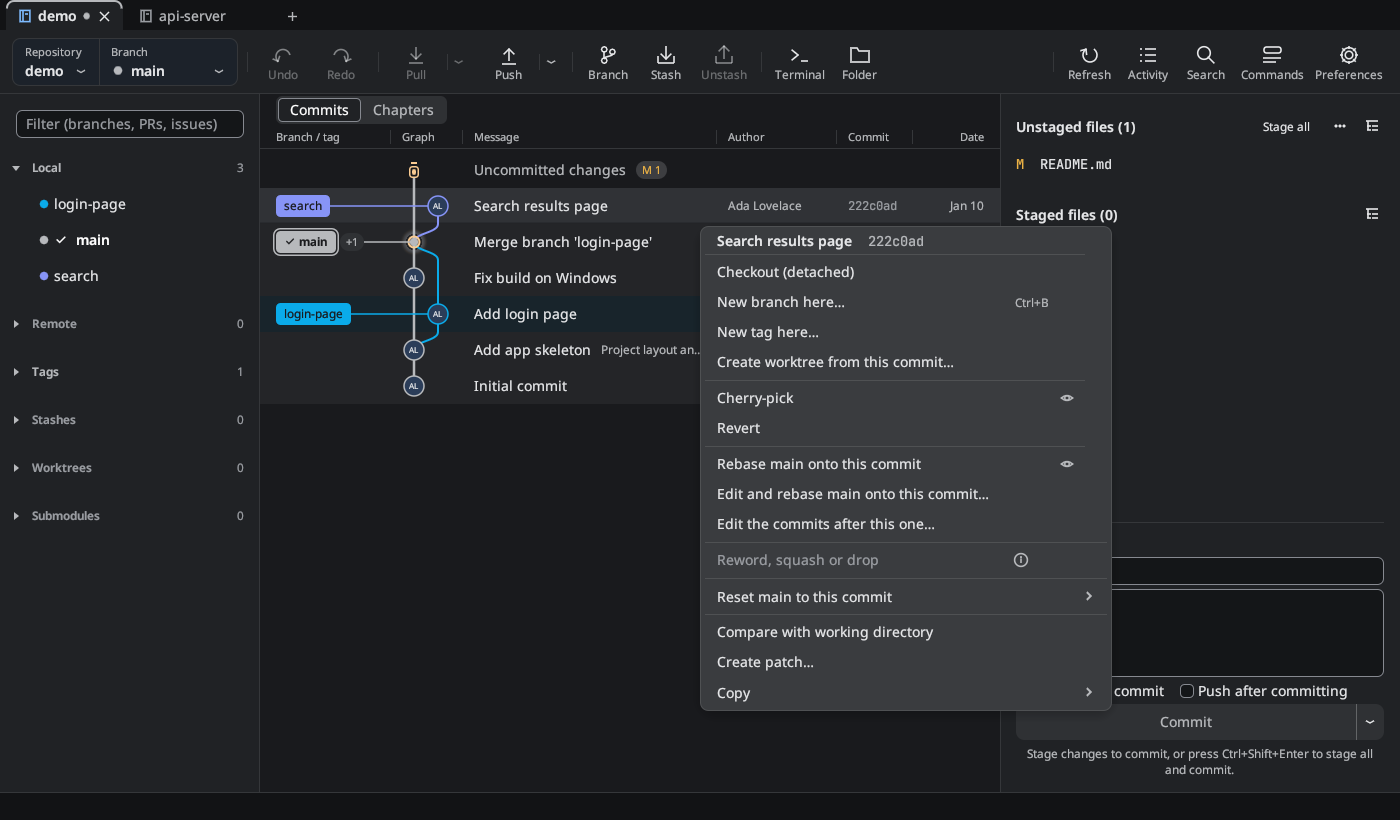 demo
api-server
Repository
demo
Branch
main
Undo
Redo
Pull
Push
Branch
Stash
Unstash
Terminal
Folder
Refresh
Activity
Search
Commands
Preferences
Filter (branches, PRs, issues)
Local 3
login-page
main
search
Remote 0
Tags 1
Stashes 0
Worktrees 0
Submodules 0
Commits Chapters
Branch / tag Graph Message Author Commit Date
Uncommitted changes M 1
search AL Search results page Ada Lovelace 222c0ad Jan 10
main +1 Merge branch 'login-page'
AL Fix build on Windows
login-page AL Add login page
AL Add app skeleton Project layout an...
AL Initial commit
Search results page 222c0ad
Checkout (detached)
New branch here... Ctrl+B
New tag here...
Create worktree from this commit...
Cherry-pick
Revert
Rebase main onto this commit
Edit and rebase main onto this commit...
Edit the commits after this one...
Reword, squash or drop
Reset main to this commit
Compare with working directory
Create patch...
Copy
Unstaged files (1) Stage all
M README.md
Staged files (0)
commit Push after committing
Commit
Stage changes to commit, or press Ctrl+Shift+Enter to stage all
and commit.